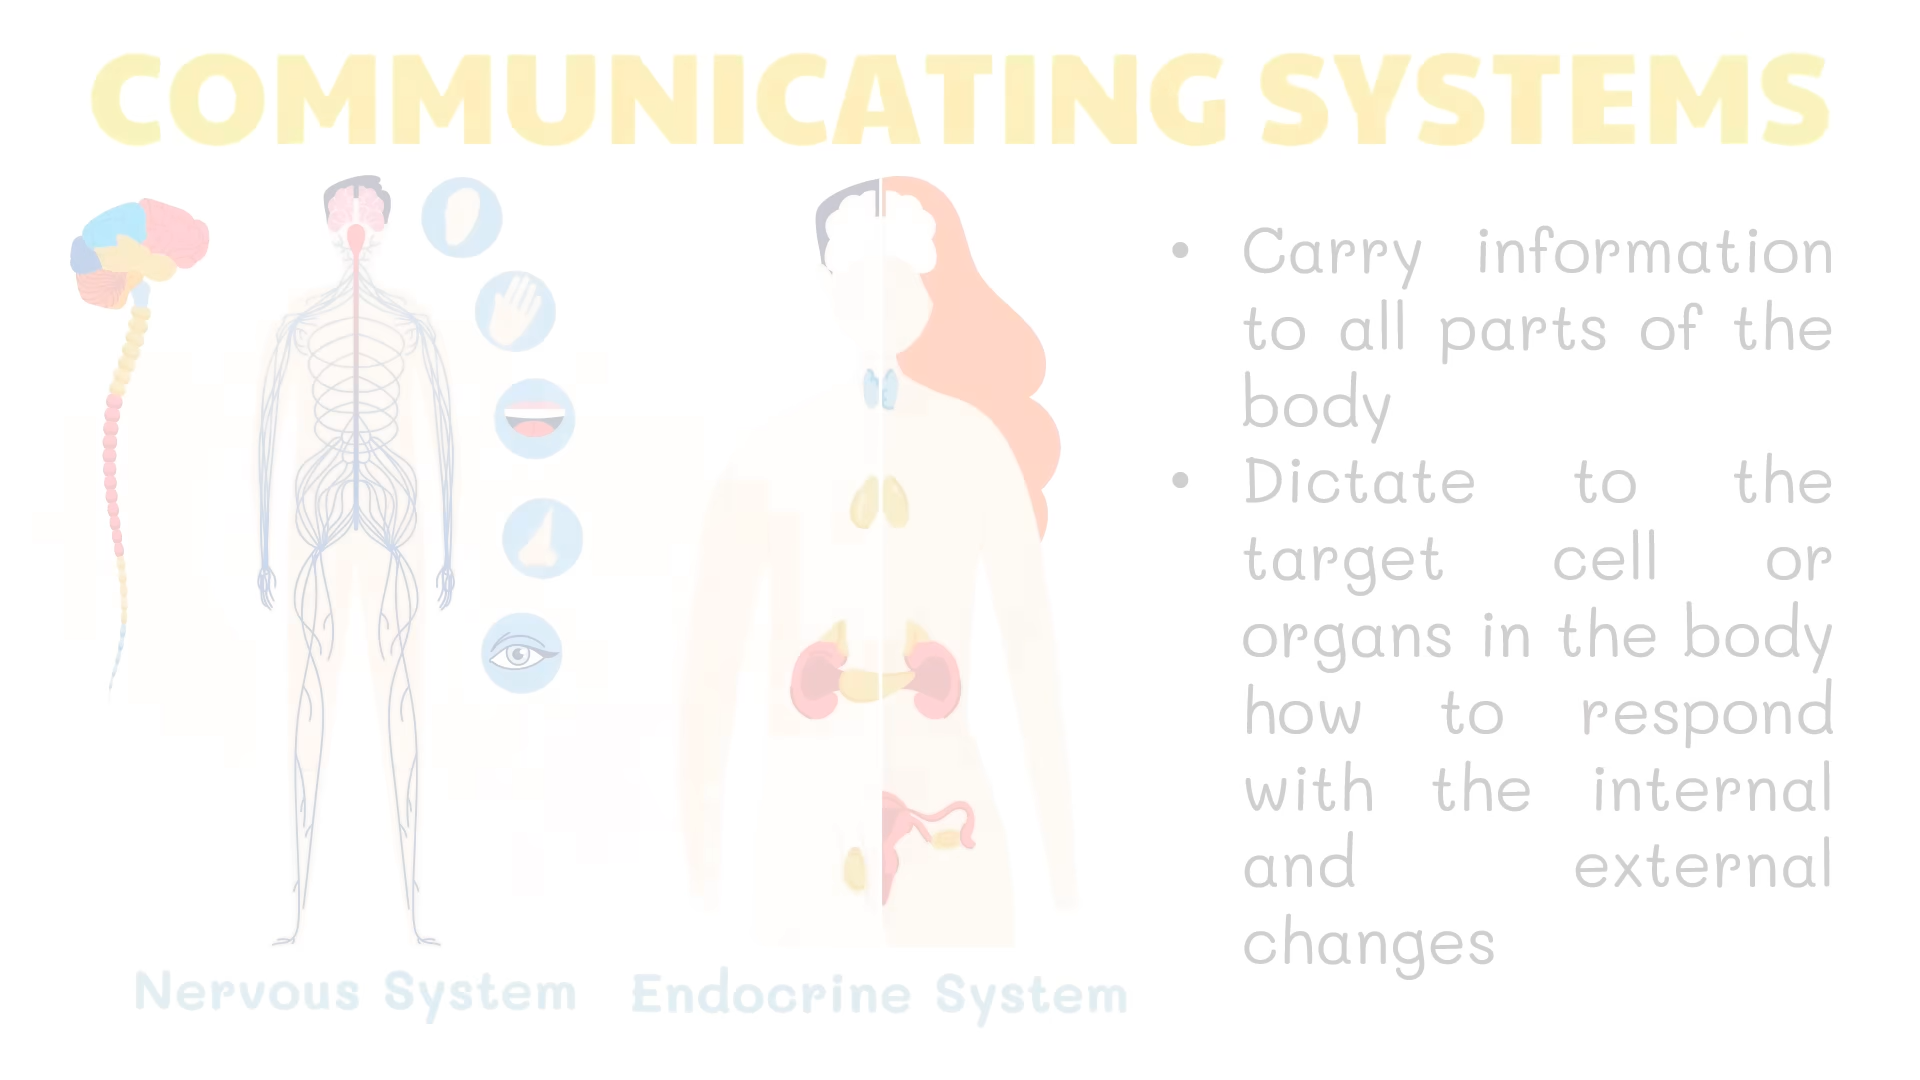 COMMUNICATING SYSTEMS
• Carry information
to all parts of the
body
• Dictate to the
target cell or
organs in the body
how to respond
with the internal
and external
changes
Nervous System
Endocrine System